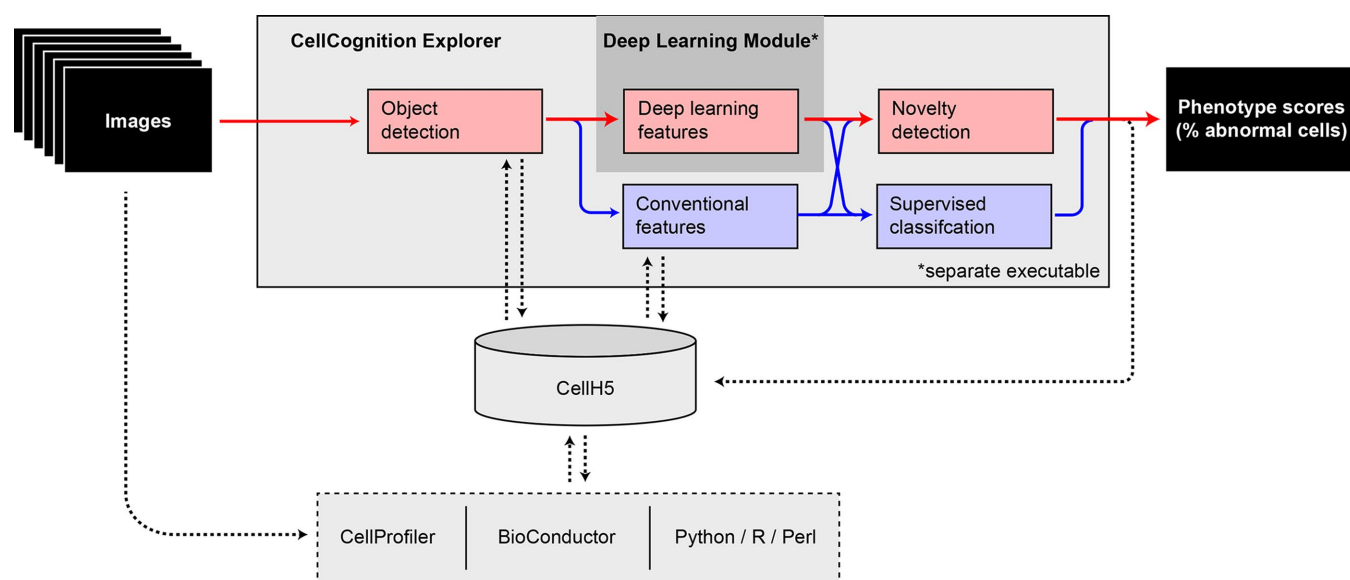 CellCognition Explorer
Deep Learning Module*
Images
Object
detection
Deep learning
features
Novelty
detection
Phenotype scores
(% abnormal cells)
Conventional
features
Supervised
classifcation
*separate executable
CellH5
CellProfiler
BioConductor
Python / R / Perl